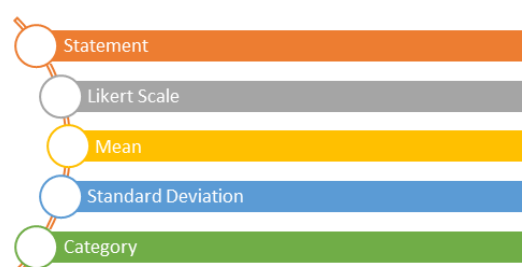 Statement
Likert Scale
Mean
Standard Deviation
Category